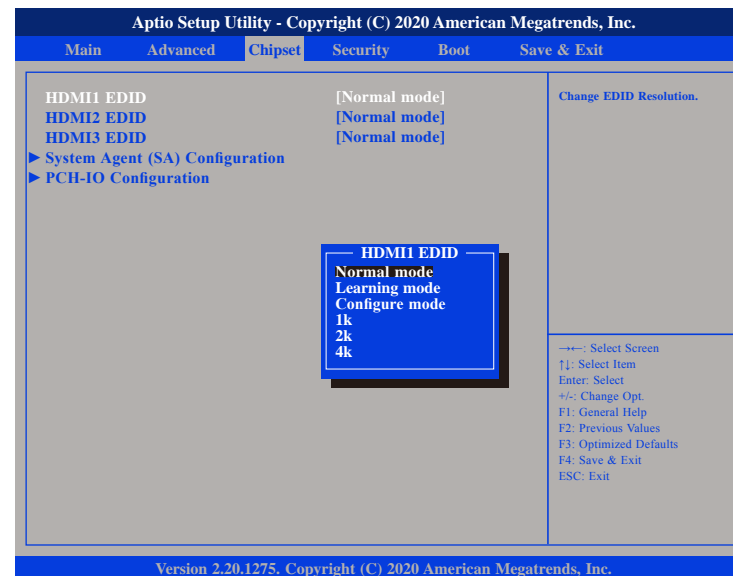 Aptio Setup Utility - Copyright (C) 2020 American Megatrends, Inc.
Main Advanced Chipset Security Boot Save & Exit
HDMI1 EDID [Normal mode]
HDMI2 EDID [Normal mode]
HDMI3 EDID [Normal mode]
► System Agent (SA) Configuration
► PCH-IO Configuration
Change EDID Resolution.
HDMI1 EDID
Normal mode
Learning mode
Configure mode
1k
2k
4k
→←: Select Screen
↑↓: Select Item
Enter: Select
+/-: Change Opt.
F1: General Help
F2: Previous Values
F3: Optimized Defaults
F4: Save & Exit
ESC: Exit
Version 2.20.1275. Copyright (C) 2020 American Megatrends, Inc.